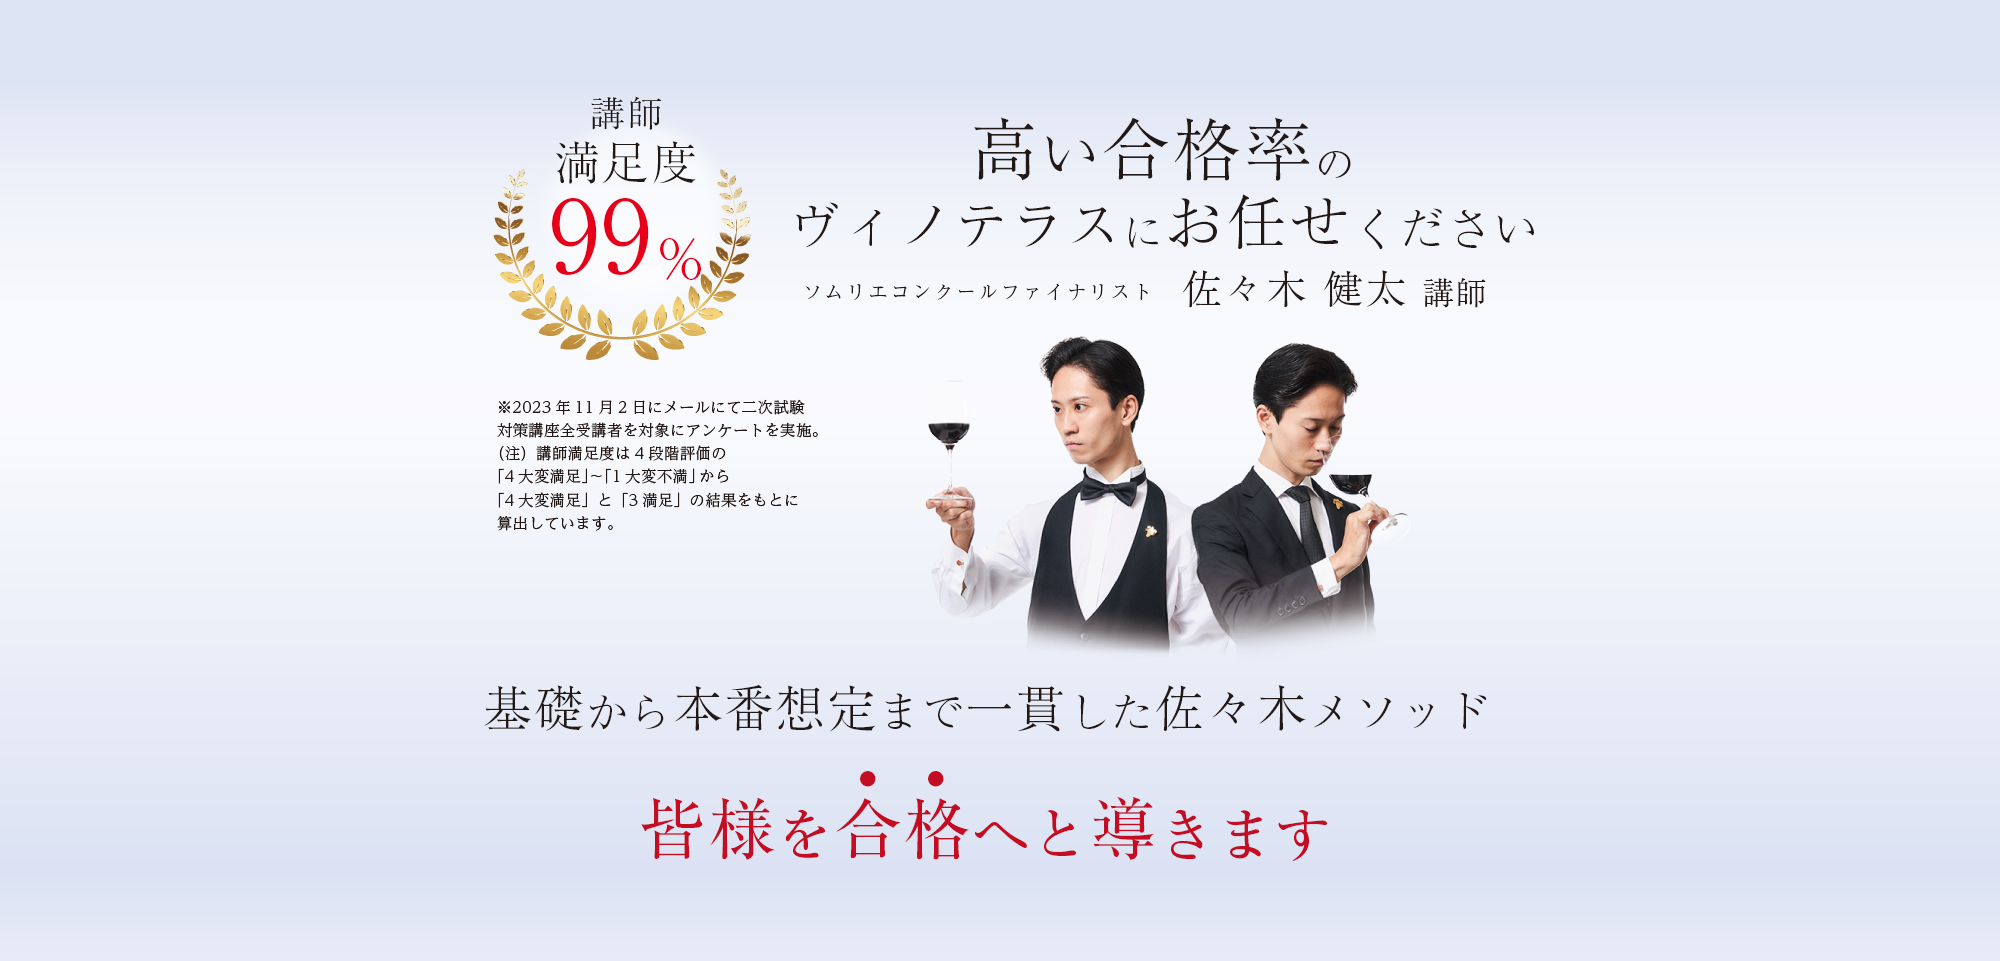 講師
満足度
99%
高い合格率の
ヴィノテラスにお任せください
ソムリエコンクールファイナリスト 佐々木 健太 講師
※2023年11月2日にメールにて二次試験
対策講座全受講者を対象にアンケートを実施。
（注）講師満足度は4段階評価の
「4大変満足」~「1大変不満」から
「4大変満足」と「3満足」の結果をもとに
算出しています。
基礎から本番想定まで一貫した佐々木メソッド
皆様を合格へと導きます